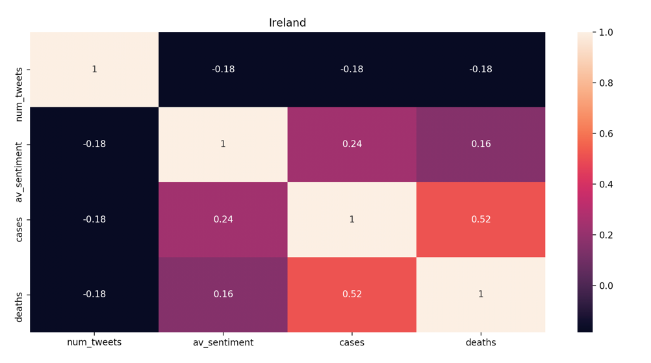 Ireland
num_tweets 1 -0.18 -0.18 -0.18
av_sentiment -0.18 1 0.24 0.16
cases -0.18 0.24 1 0.52
deaths -0.18 0.16 0.52 1
num_tweets av_sentiment cases deaths
1.0
0.8
0.6
0.4
0.2
0.0